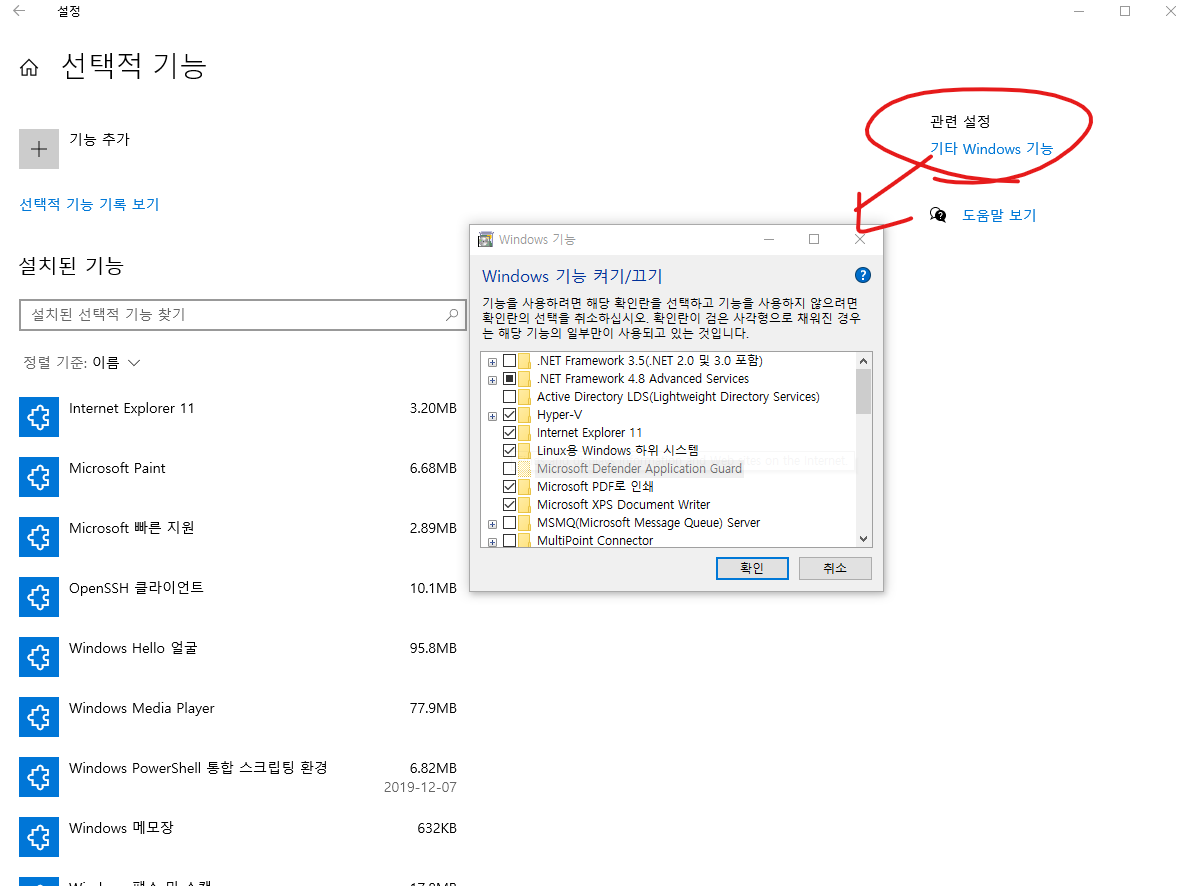 설정
선택적 기능
기능 추가
선택적 기능 기록 보기
설치된 기능
설치된 선택적 기능 찾기
정렬 기준: 이름
Internet Explorer 11 3.20MB
Microsoft Paint 6.68MB
Microsoft 빠른 지원 2.89MB
OpenSSH 클라이언트 10.1MB
Windows Hello 얼굴 95.8MB
Windows Media Player 77.9MB
Windows PowerShell 통합 스크립팅 환경 6.82MB
2019-12-07
Windows 메모장 632KB
관련 설정
기타 Windows 기능
도움말 보기
Windows 기능
Windows 기능 켜기/끄기
기능을 사용하려면 해당 확인란을 선택하고 기능을 사용하지 않으려면
확인란의 선택을 취소하십시오. 확인란이 검은 사각형으로 채워진 경우
는 해당 기능의 일부만이 사용되고 있는 것입니다.
.NET Framework 3.5(.NET 2.0 및 3.0 포함)
.NET Framework 4.8 Advanced Services
Active Directory LDS(Lightweight Directory Services)
Hyper-V
Internet Explorer 11
Linux용 Windows 하위 시스템
Microsoft Defender Application Guard
Microsoft PDF로 인쇄
Microsoft XPS Document Writer
MSMQ(Microsoft Message Queue) Server
MultiPoint Connector
확인 취소